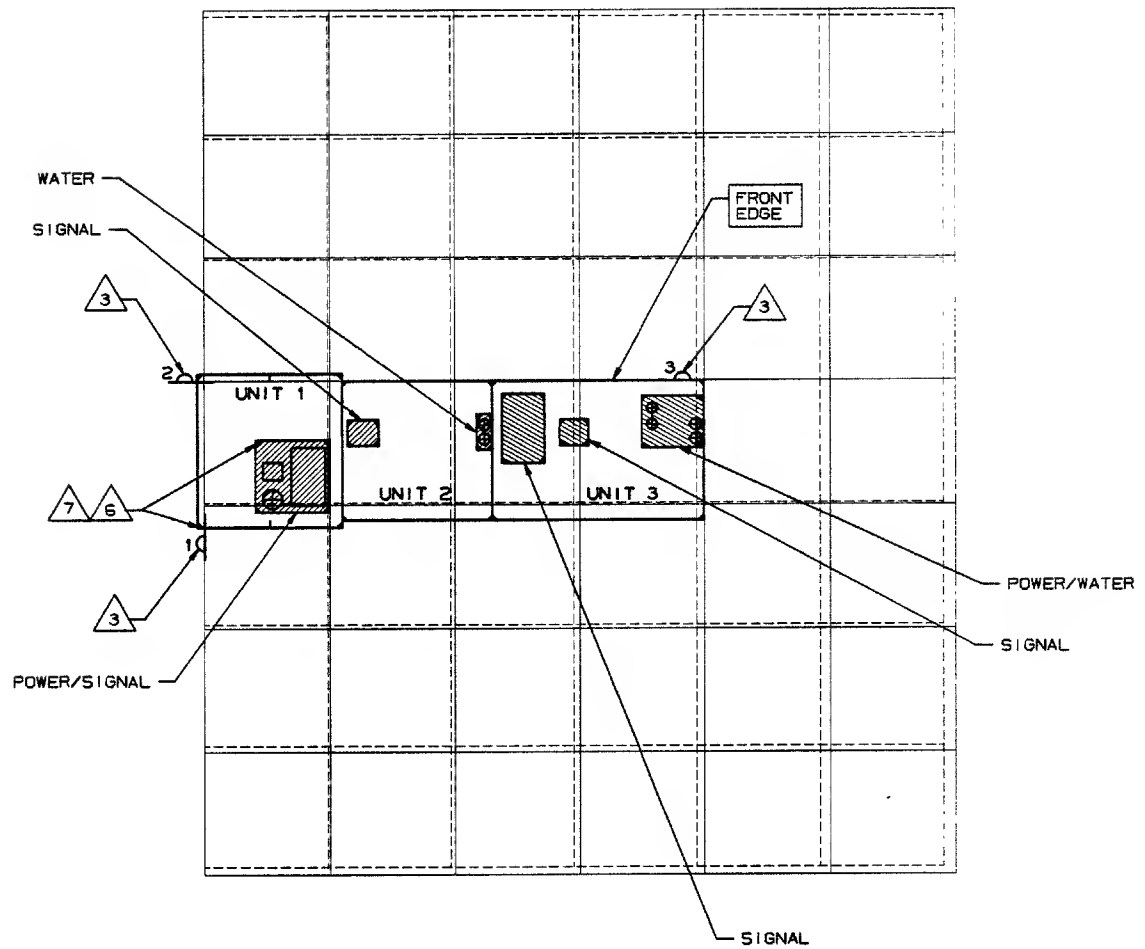 WATER
SIGNAL
FRONT
EDGE
3
3
2
3
UNIT 1
UNIT 2
UNIT 3
7
6
1
3
POWER/SIGNAL
POWER/WATER
SIGNAL
SIGNAL